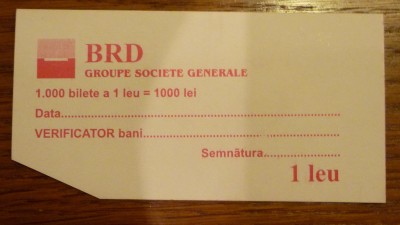 BRD
GROUPE SOCIETE GENERALE
1.000 bilete a 1 leu = 1000 lei
Data..........................................................................
VERIFICATOR bani...................................................
Semnătura....................
1 leu